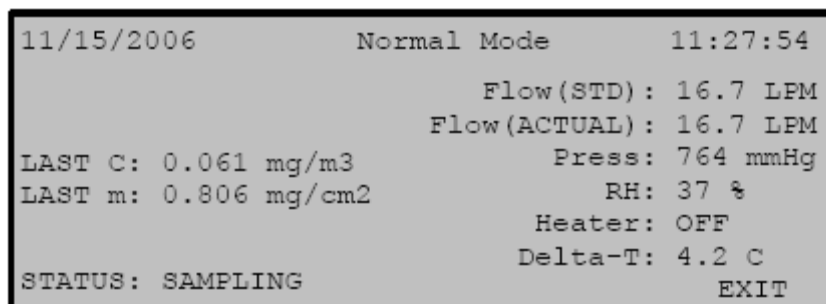 11/15/2006 Normal Mode 11:27:54
Flow(STD): 16.7 LPM
Flow(ACTUAL): 16.7 LPM
LAST C: 0.061 mg/m3 Press: 764 mmHg
LAST m: 0.806 mg/cm2 RH: 37 %
Heater: OFF
Delta-T: 4.2 C
STATUS: SAMPLING EXIT